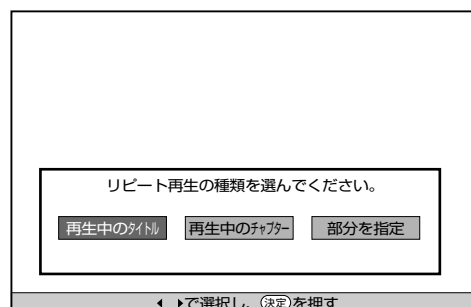 リピート再生の種類を選んでください。
再生中のﾀｲﾄﾙ 再生中のﾁｬﾌﾟﾀｰ 部分を指定
で選択し、決定を押す